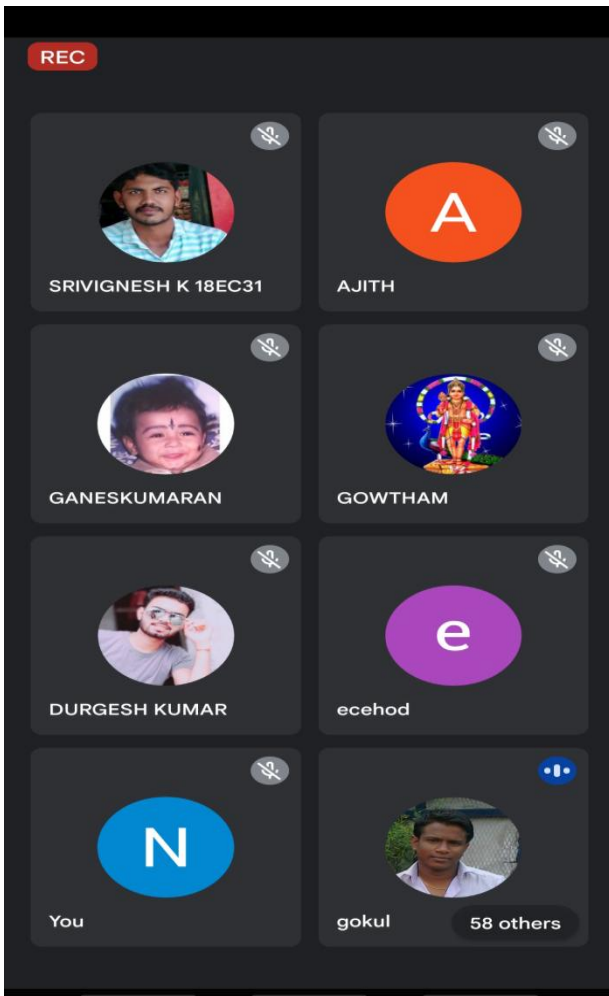 REC
SRIVIGNESH K 18EC31
A
AJITH
GANESKUMARAN
GOWTHAM
DURGESH KUMAR
e
ecehod
N
You
gokul
58 others